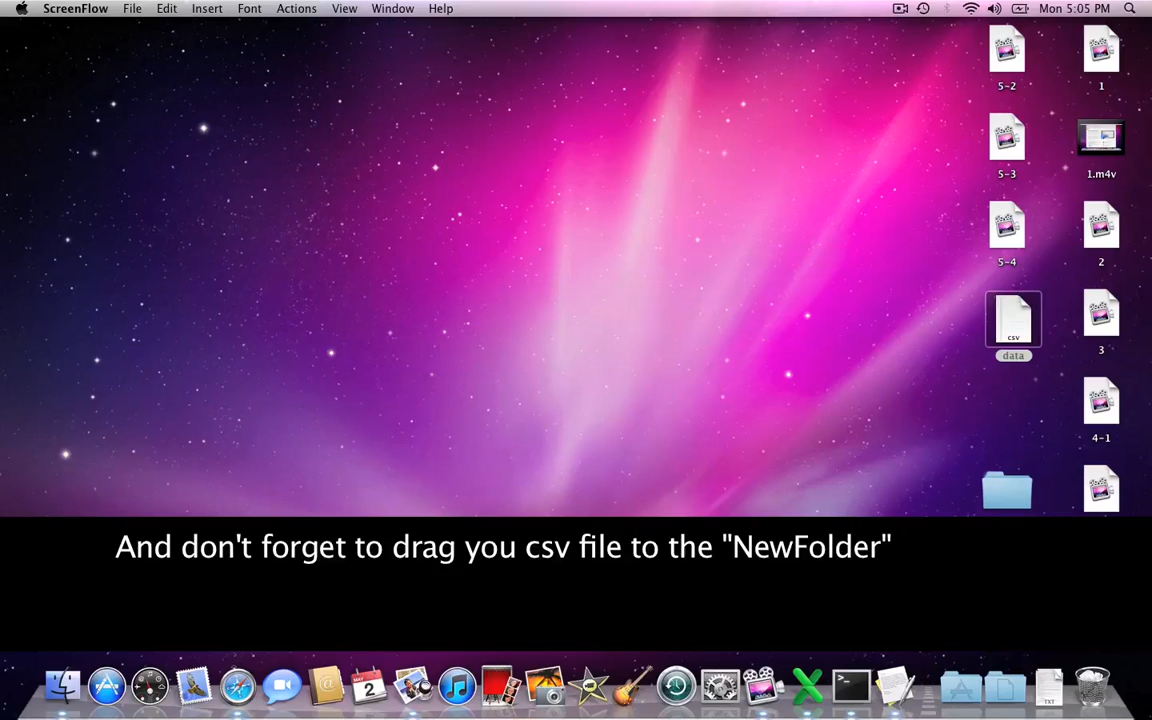 ScreenFlow File Edit Insert Font Actions View Window Help Mon 5:05 PM
5-2 1
5-3 1.m4v
5-4 2
csv
data 3
4-1
And don't forget to drag you csv file to the "NewFolder"
MAY
2
TXT